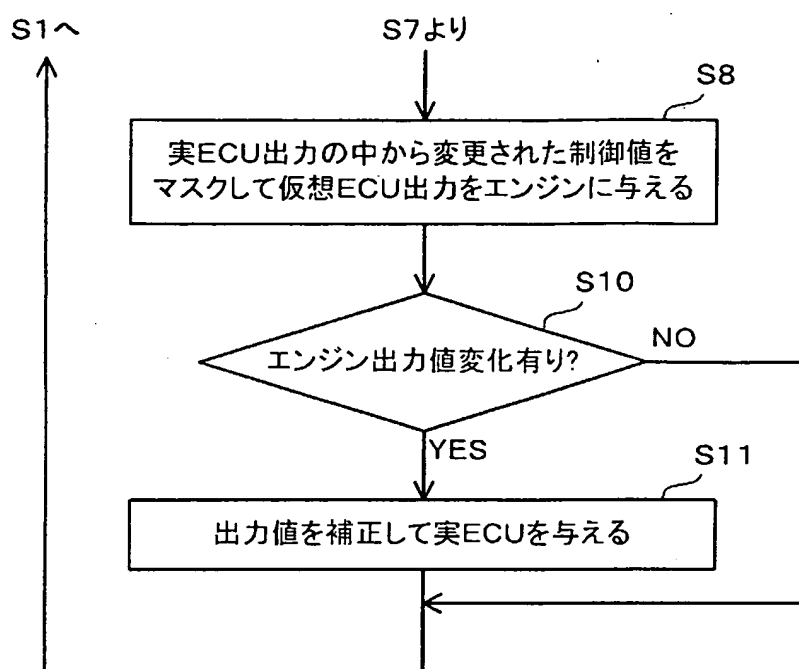 S1へ
S7より
S8
実ECU出力の中から変更された制御値を
マスクして仮想ECU出力をエンジンに与える
S10
エンジン出力値変化有り?
NO
YES
S11
出力値を補正して実ECUを与える